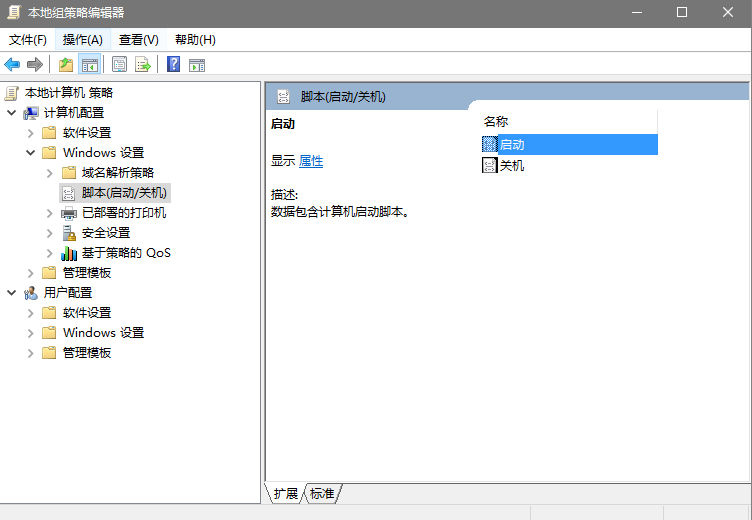 本地组策略编辑器
文件(F) 操作(A) 查看(V) 帮助(H)
本地计算机 策略
计算机配置
软件设置
Windows 设置
域名解析策略
脚本(启动/关机)
已部署的打印机
安全设置
基于策略的 QoS
管理模板
用户配置
软件设置
Windows 设置
管理模板
脚本(启动/关机)
启动
显示 属性
描述:
数据包含计算机启动脚本。
名称
启动
关机
扩展 标准